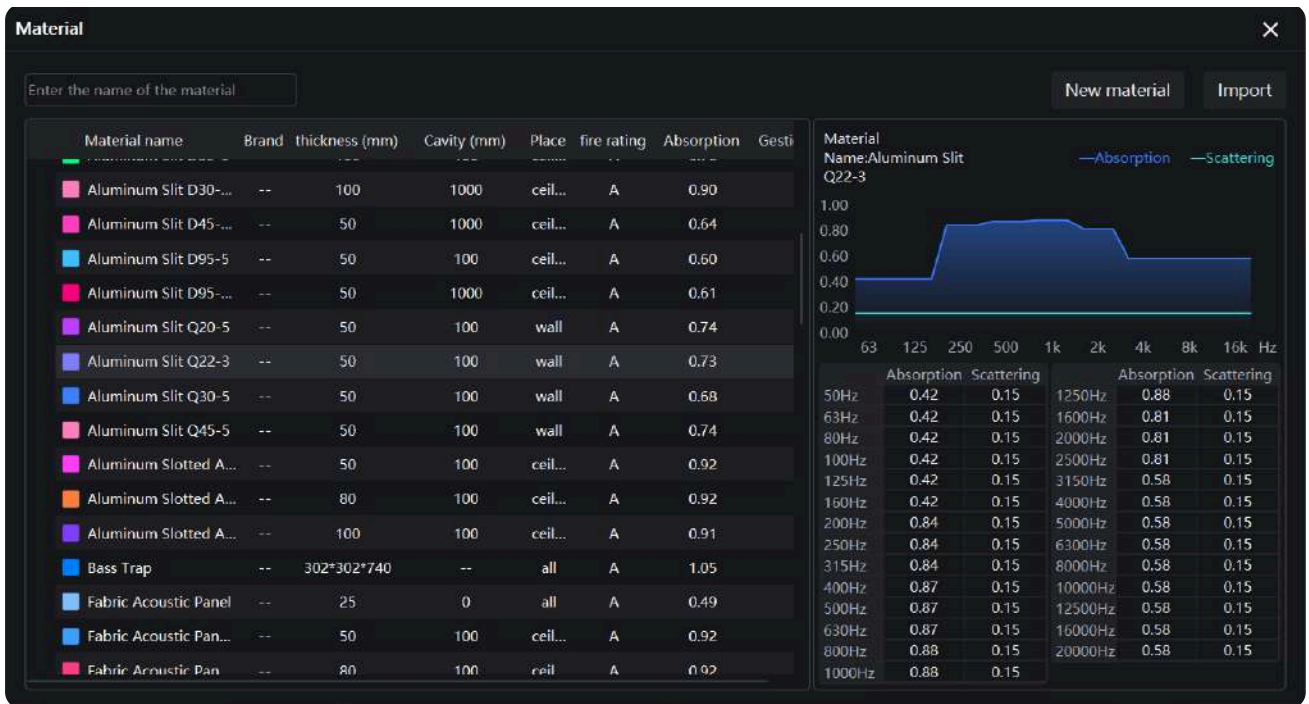 Material
Enter the name of the material
New material Import
Material name Brand thickness (mm) Cavity (mm) Place fire rating Absorption Gesti
Aluminum Slit D30-... -- 100 1000 ceil... A 0.90
Aluminum Slit D45-... -- 50 1000 ceil... A 0.64
Aluminum Slit D95-5 -- 50 100 ceil... A 0.60
Aluminum Slit D95-... -- 50 1000 ceil... A 0.61
Aluminum Slit Q20-5 -- 50 100 wall A 0.74
Aluminum Slit Q22-3 -- 50 100 wall A 0.73
Aluminum Slit Q30-5 -- 50 100 wall A 0.68
Aluminum Slit Q45-5 -- 50 100 wall A 0.74
Aluminum Slotted A... -- 50 100 ceil... A 0.92
Aluminum Slotted A... -- 80 100 ceil... A 0.92
Aluminum Slotted A... -- 100 100 ceil... A 0.91
Bass Trap -- 302*302*740 -- all A 1.05
Fabric Acoustic Panel -- 25 0 all A 0.49
Fabric Acoustic Pan... -- 50 100 ceil... A 0.92
Fabric Acoustic Pan -- 80 100 ceil A 0.92
Material
Name:Aluminum Slit
Q22-3
Absorption Scattering
1.00
0.80
0.60
0.40
0.20
0.00
63 125 250 500 1k 2k 4k 8k 16k Hz
Absorption Scattering Absorption Scattering
50Hz 0.42 0.15 1250Hz 0.88 0.15
63Hz 0.42 0.15 1600Hz 0.81 0.15
80Hz 0.42 0.15 2000Hz 0.81 0.15
100Hz 0.42 0.15 2500Hz 0.81 0.15
125Hz 0.42 0.15 3150Hz 0.58 0.15
160Hz 0.42 0.15 4000Hz 0.58 0.15
200Hz 0.84 0.15 5000Hz 0.58 0.15
250Hz 0.84 0.15 6300Hz 0.58 0.15
315Hz 0.84 0.15 8000Hz 0.58 0.15
400Hz 0.87 0.15 10000Hz 0.58 0.15
500Hz 0.87 0.15 12500Hz 0.58 0.15
630Hz 0.87 0.15 16000Hz 0.58 0.15
800Hz 0.88 0.15 20000Hz 0.58 0.15
1000Hz 0.88 0.15